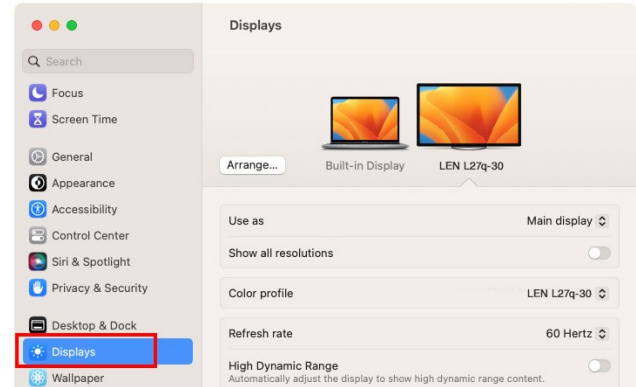 Displays
Search
Focus
Screen Time
General
Appearance
Accessibility
Control Center
Siri & Spotlight
Privacy & Security
Desktop & Dock
Displays
Wallpaper
Arrange...
Built-in Display
LEN L27q-30
Use as
Main display
Show all resolutions
Color profile
LEN L27q-30
Refresh rate
60 Hertz
High Dynamic Range
Automatically adjust the display to show high dynamic range content.